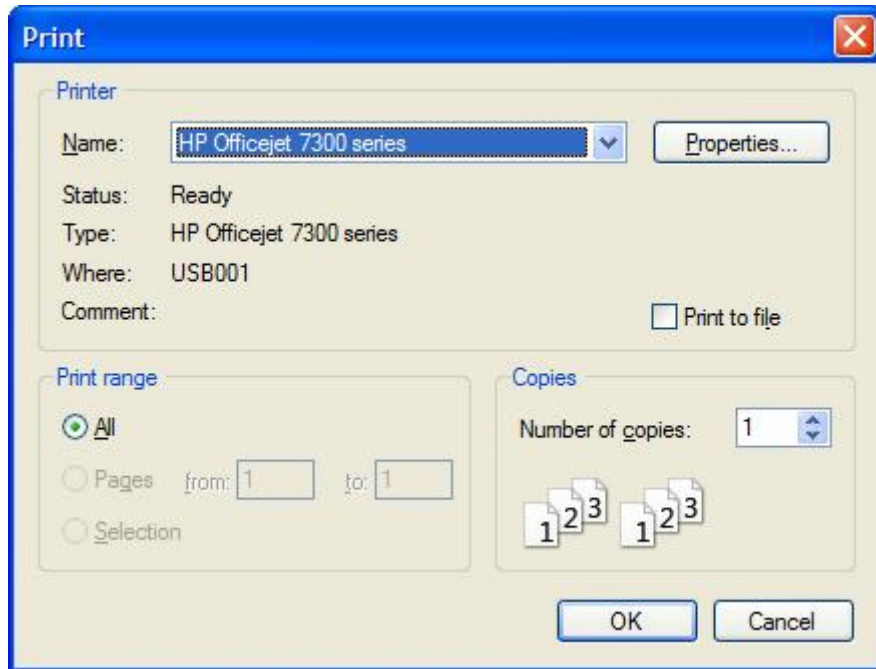 Print
Printer
Name: HP Officejet 7300 series Properties...
Status: Ready
Type: HP Officejet 7300 series
Where: USB001
Comment:
Print to file
Print range
All
Pages from: 1 to: 1
Selection
Copies
Number of copies: 1
1 2 3 1 2 3
OK Cancel